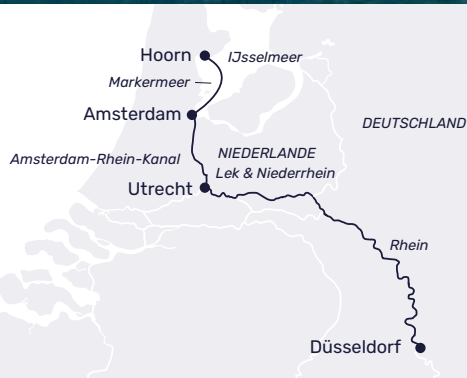 Hoorn
IJsselmeer
Markermeer
Amsterdam
DEUTSCHLAND
Amsterdam-Rhein-Kanal
NIEDERLANDE
Lek & Niederrhein
Utrecht
Rhein
Düsseldorf